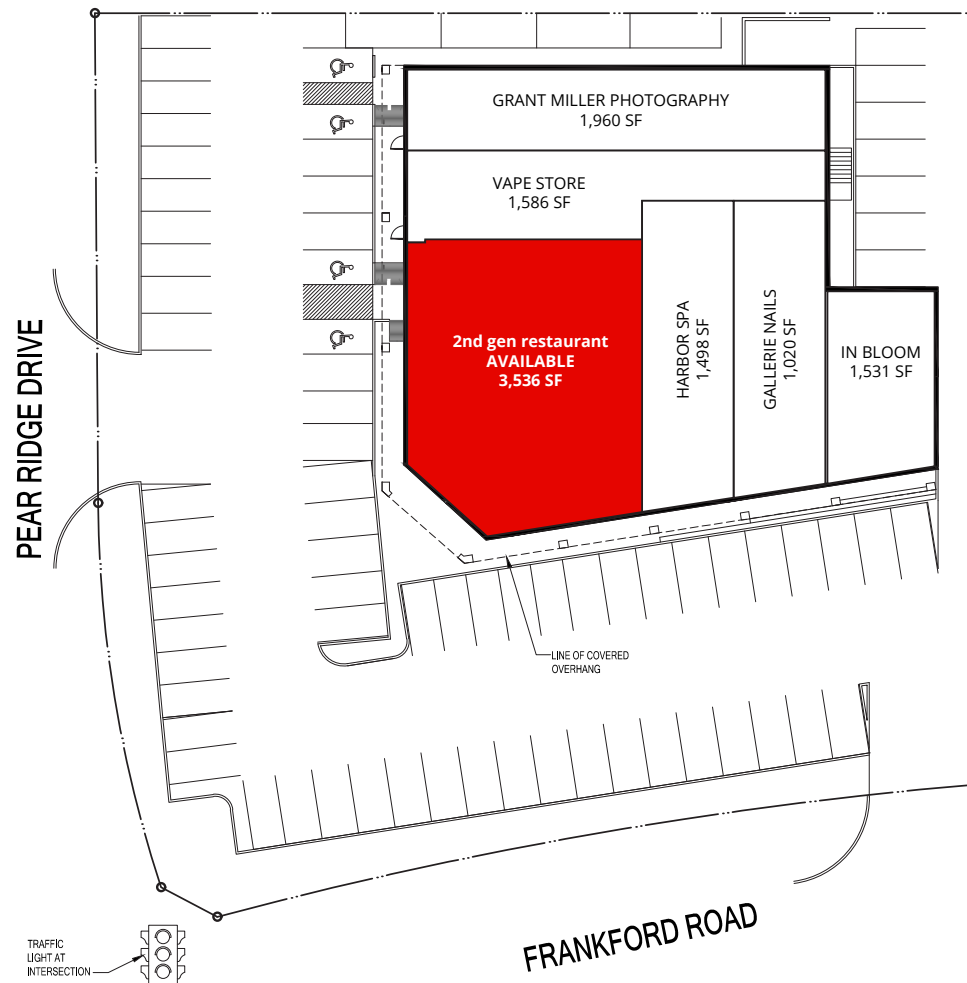 GRANT MILLER PHOTOGRAPHY
1,960 SF
VAPE STORE
1,586 SF
2nd gen restaurant
AVAILABLE
3,536 SF
HARBOR SPA
1,498 SF
GALLERIE NAILS
1,020 SF
IN BLOOM
1,531 SF
PEAR RIDGE DRIVE
LINE OF COVERED
OVERHANG
FRANKFORD ROAD
TRAFFIC
LIGHT AT
INTERSECTION